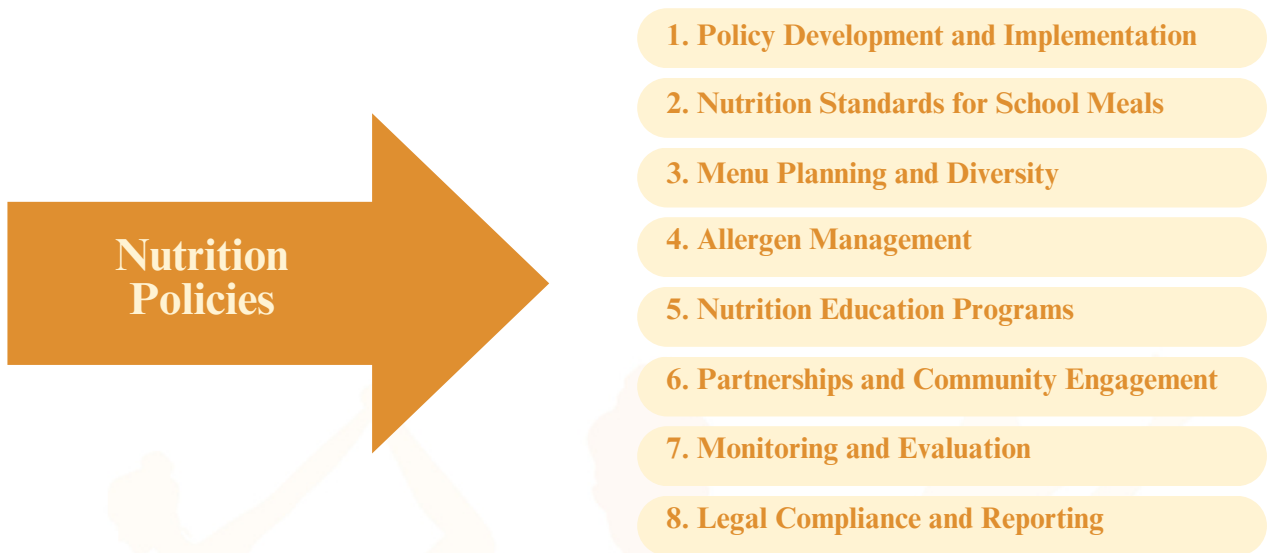 Nutrition
Policies
1. Policy Development and Implementation
2. Nutrition Standards for School Meals
3. Menu Planning and Diversity
4. Allergen Management
5. Nutrition Education Programs
6. Partnerships and Community Engagement
7. Monitoring and Evaluation
8. Legal Compliance and Reporting